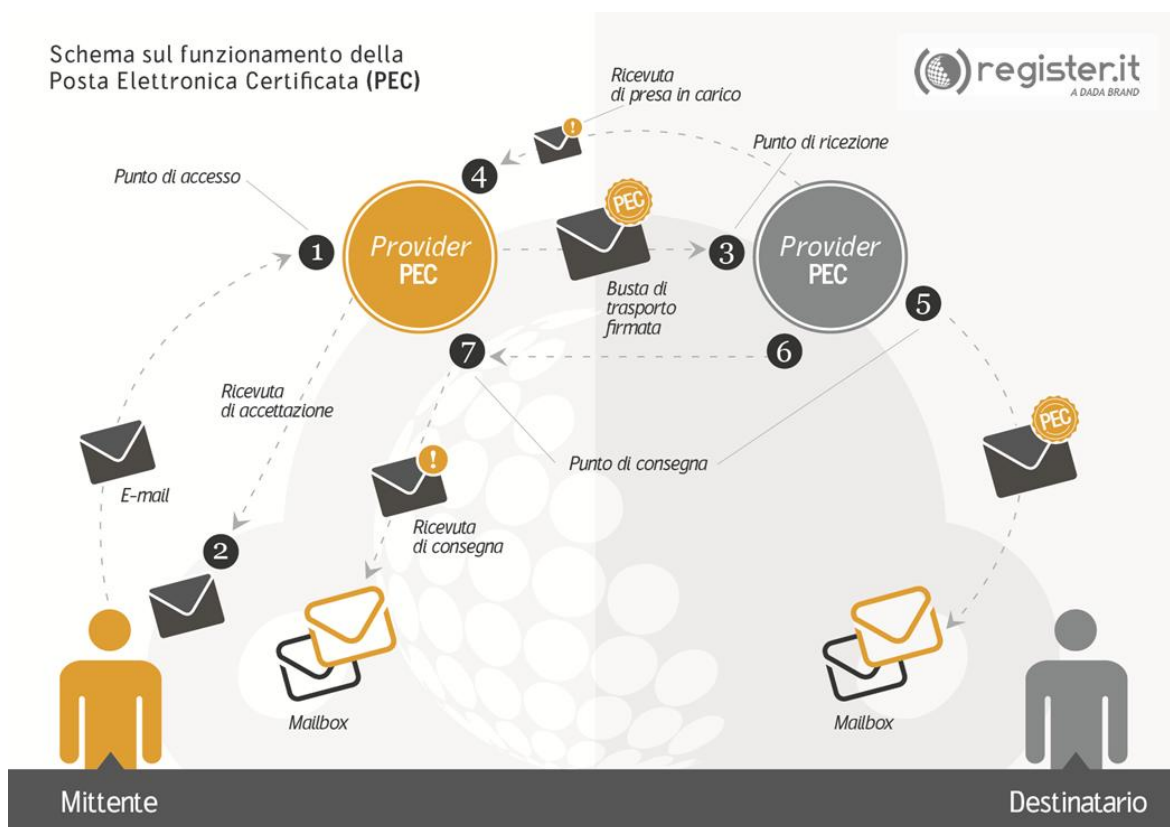 Schema sul funzionamento della
Posta Elettronica Certificata (PEC)
register.it
A DADA BRAND
Ricevuta
di presa in carico
!
Punto di ricezione
4
Punto di accesso
PEC
1
Provider
PEC
3
Provider
PEC
Busta di
trasporto
firmata
5
7
6
Ricevuta
di accettazione
PEC
!
Punto di consegna
E-mail
Ricevuta
di consegna
2
Mailbox
Mailbox
Mittente
Destinatario